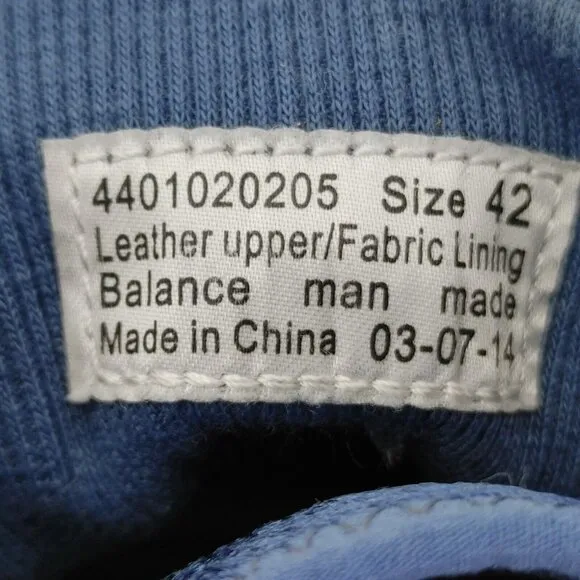 4401020205 Size 42
Leather upper/Fabric Lining
Balance man made
Made in China 03-07-14